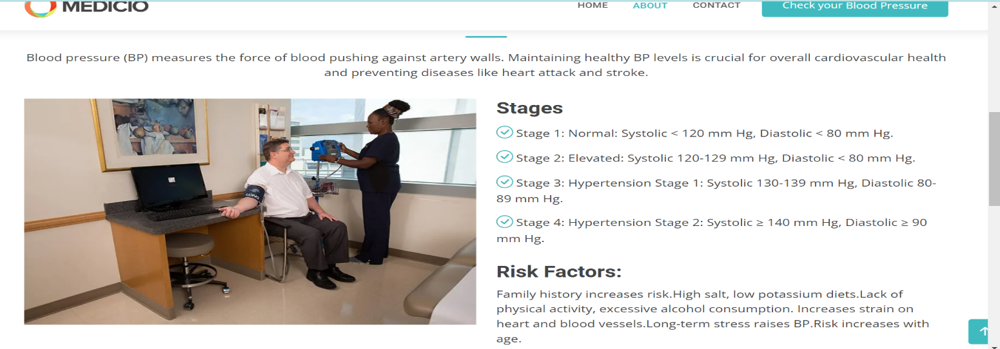 MEDICIO
HOME ABOUT CONTACT Check your Blood Pressure
Blood pressure (BP) measures the force of blood pushing against artery walls. Maintaining healthy BP levels is crucial for overall cardiovascular health
and preventing diseases like heart attack and stroke.
LONG
Stages
Stage 1: Normal: Systolic < 120 mm Hg, Diastolic < 80 mm Hg.
Stage 2: Elevated: Systolic 120-129 mm Hg, Diastolic < 80 mm Hg.
Stage 3: Hypertension Stage 1: Systolic 130-139 mm Hg, Diastolic 80-
89 mm Hg.
Stage 4: Hypertension Stage 2: Systolic ≥ 140 mm Hg, Diastolic ≥ 90
mm Hg.
Risk Factors:
Family history increases risk.High salt, low potassium diets.Lack of
physical activity, excessive alcohol consumption. Increases strain on
heart and blood vessels.Long-term stress raises BP.Risk increases with
age.